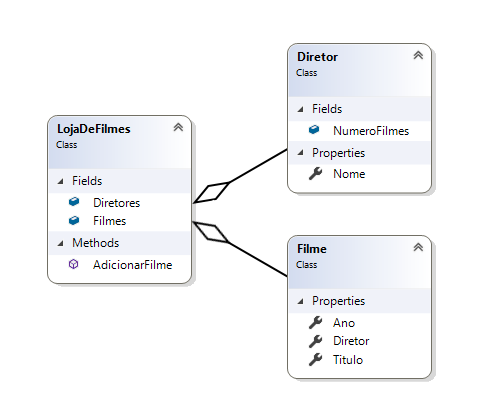 LojaDeFilmes
Class
Fields
Diretores
Filmes
Methods
AdicionarFilme
Diretor
Class
Fields
NumeroFilmes
Properties
Nome
Filme
Class
Properties
Ano
Diretor
Titulo